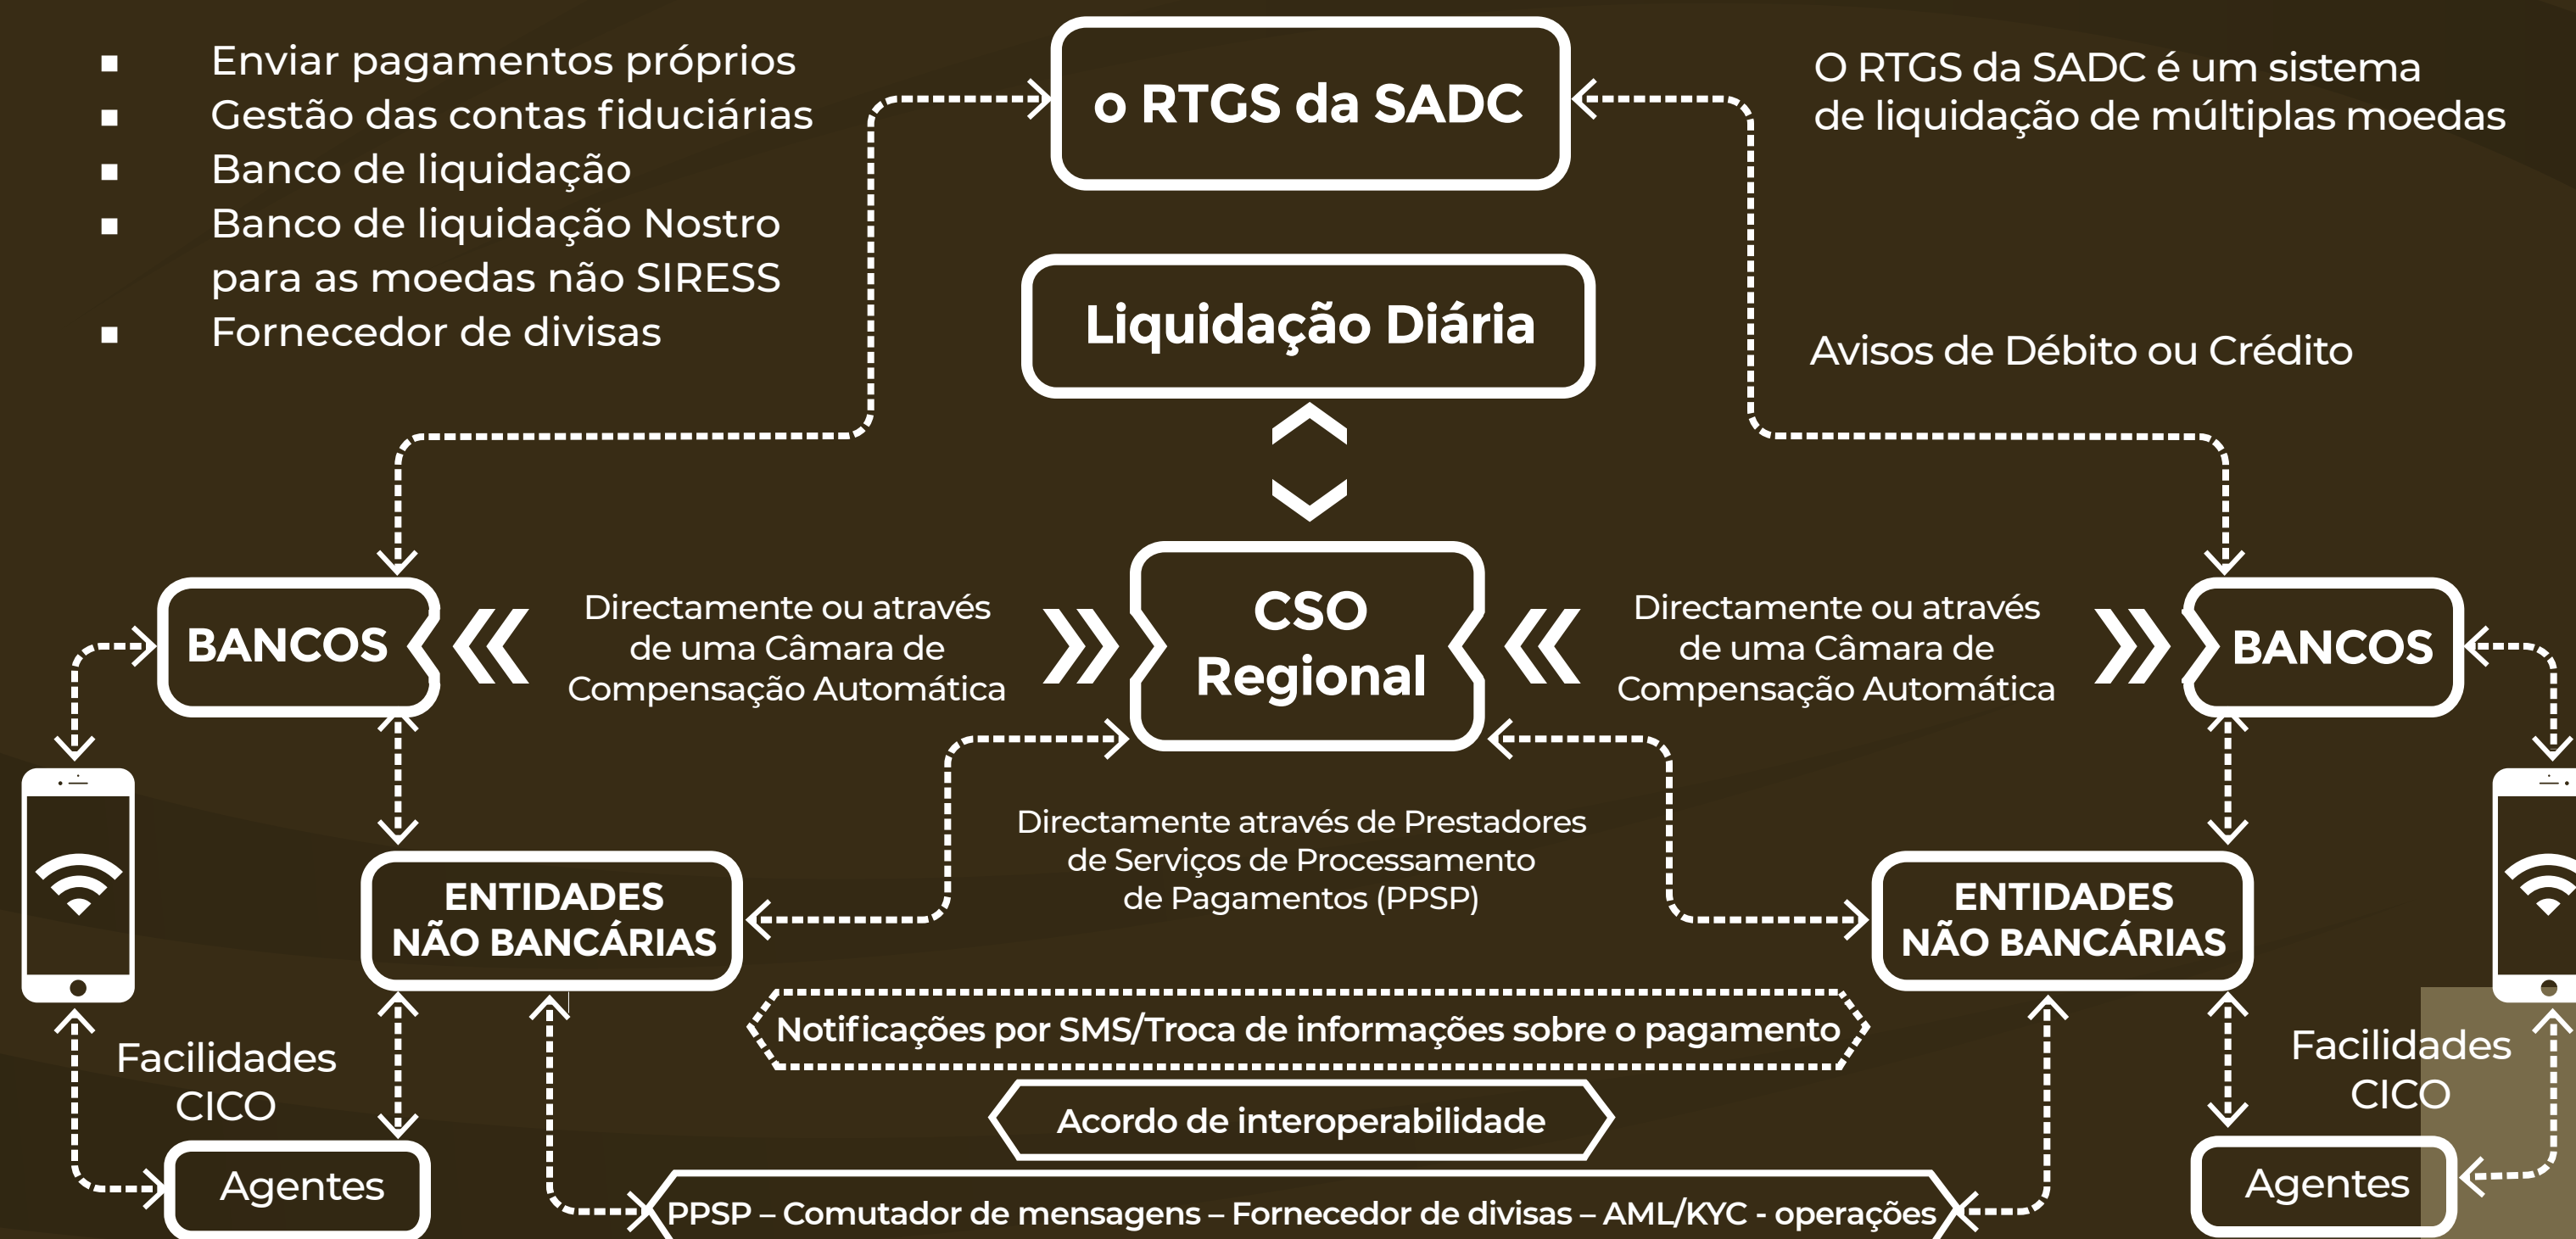 ▪ Enviar pagamentos próprios
▪ Gestão das contas fiduciárias
▪ Banco de liquidação
▪ Banco de liquidação Nostro
para as moedas não SIRESS
▪ Fornecedor de divisas
o RTGS da SADC
O RTGS da SADC é um sistema
de liquidação de múltiplas moedas
Liquidação Diária
Avisos de Débito ou Crédito
BANCOS
Directamente ou através
de uma Câmara de
Compensação Automática
CSO
Regional
Directamente ou através
de uma Câmara de
Compensação Automática
BANCOS
Directamente através de Prestadores
de Serviços de Processamento
de Pagamentos (PPSP)
ENTIDADES
NÃO BANCÁRIAS
ENTIDADES
NÃO BANCÁRIAS
Notificações por SMS/Troca de informações sobre o pagamento
Facilidades
CICO
Facilidades
CICO
Acordo de interoperabilidade
Agentes
PPSP – Comutador de mensagens – Fornecedor de divisas – AML/KYC - operações
Agentes